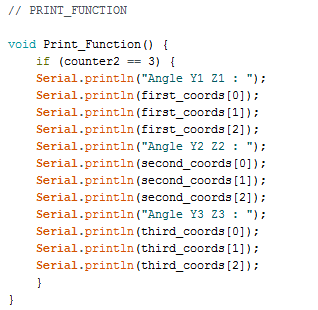 // PRINT_FUNCTION
void Print_Function() {
if (counter2 == 3) {
Serial.println("Angle Y1 Z1 : ");
Serial.println(first_coords[0]);
Serial.println(first_coords[1]);
Serial.println(first_coords[2]);
Serial.println("Angle Y2 Z2 : ");
Serial.println(second_coords[0]);
Serial.println(second_coords[1]);
Serial.println(second_coords[2]);
Serial.println("Angle Y3 Z3 : ");
Serial.println(third_coords[0]);
Serial.println(third_coords[1]);
Serial.println(third_coords[2]);
}
}